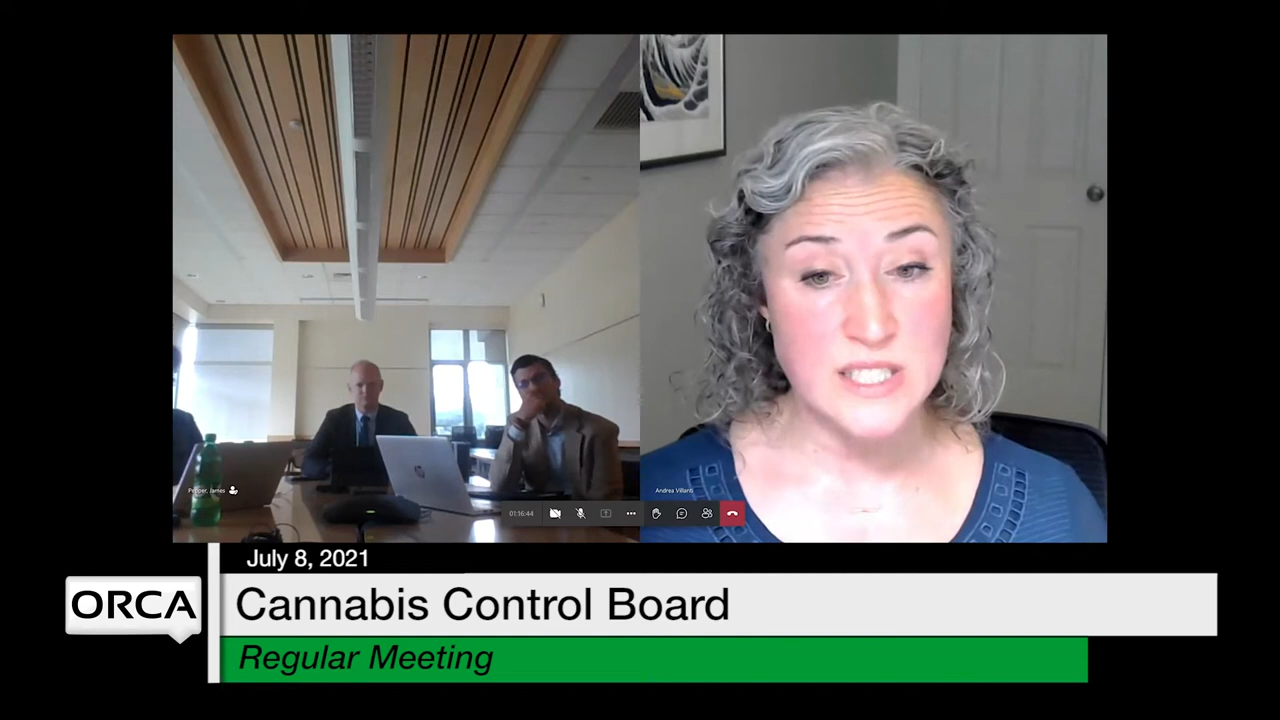 Pepper, James
01:16:44
Andrea Villanti
July 8, 2021
ORCA
Cannabis Control Board
Regular Meeting